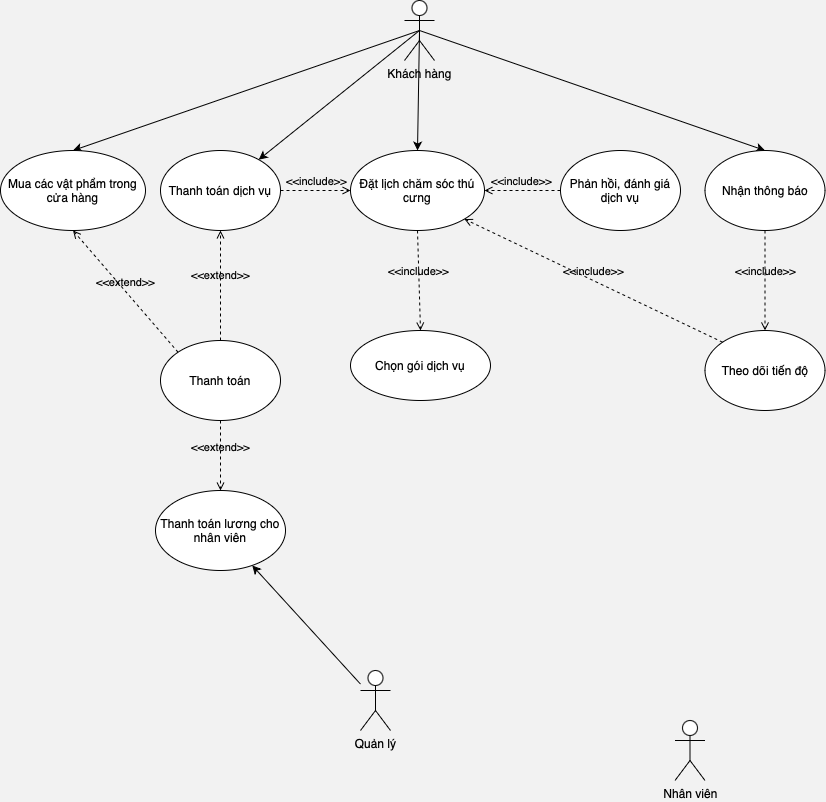 Khách hàng
Mua các vật phẩm trong
cửa hàng
Thanh toán dịch vụ
<<include>>
Đặt lịch chăm sóc thú
cưng
<<include>>
Phản hồi, đánh giá
dịch vụ
Nhận thông báo
<<extend>>
<<extend>>
<<include>>
<<include>>
<<include>>
Thanh toán
Chọn gói dịch vụ
Theo dõi tiến độ
<<extend>>
Thanh toán lương cho
nhân viên
Quản lý
Nhân viên